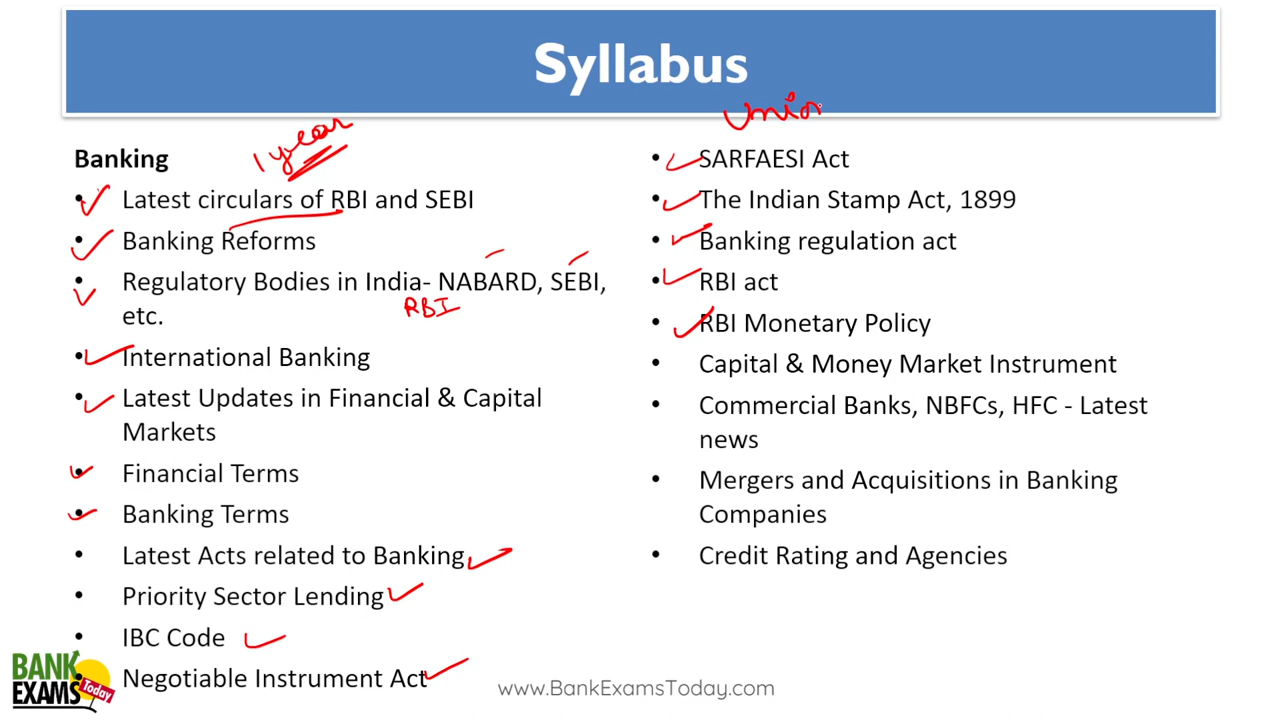 Syllabus
Unio
Banking
1 year
• Latest circulars of RBI and SEBI
• Banking Reforms
• Regulatory Bodies in India- NABARD, SEBI,
etc.
RBI
• International Banking
• Latest Updates in Financial & Capital
Markets
• Financial Terms
• Banking Terms
• Latest Acts related to Banking
• Priority Sector Lending
• IBC Code
• Negotiable Instrument Act
• SARFAESI Act
• The Indian Stamp Act, 1899
• Banking regulation act
• RBI act
• RBI Monetary Policy
• Capital & Money Market Instrument
• Commercial Banks, NBFCs, HFC - Latest
news
• Mergers and Acquisitions in Banking
Companies
• Credit Rating and Agencies
BANK
EXAMS
Today
www.BankExamsToday.com